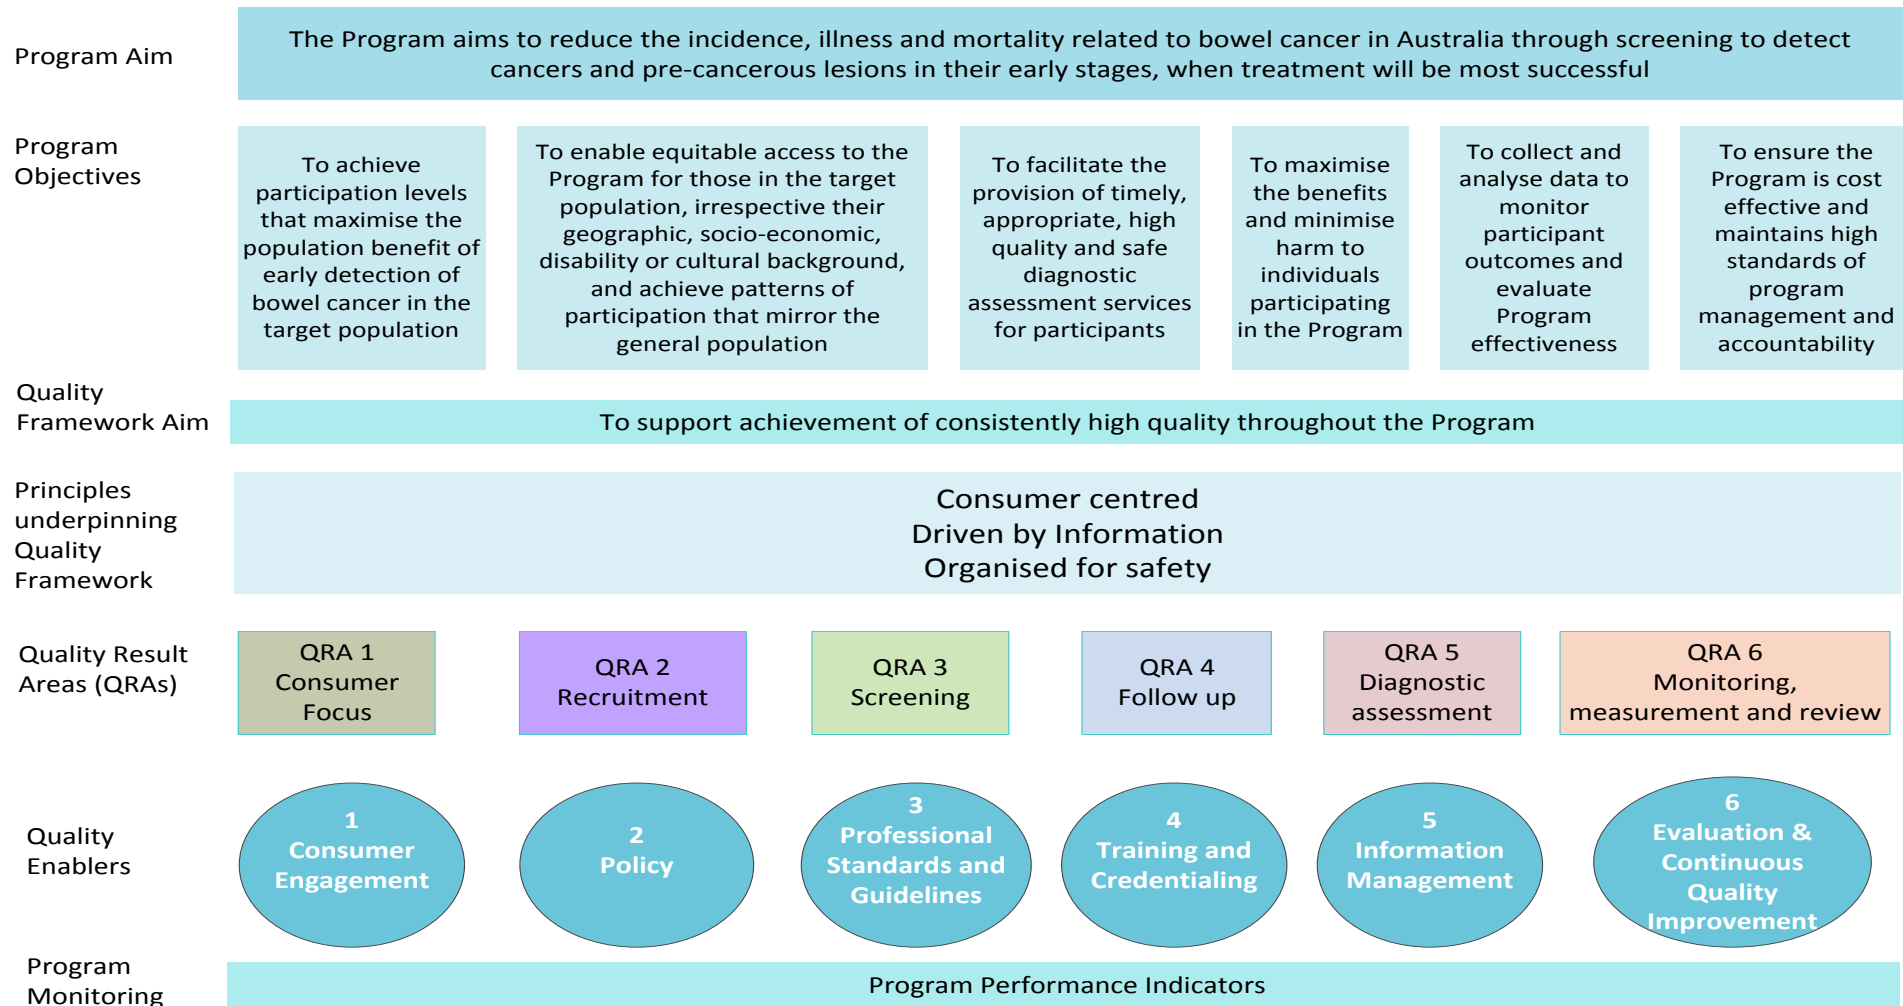 Program Aim
The Program aims to reduce the incidence, illness and mortality related to bowel cancer in Australia through screening to detect
cancers and pre-cancerous lesions in their early stages, when treatment will be most successful
Program
Objectives
To achieve
participation levels
that maximise the
population benefit of
early detection of
bowel cancer in the
target population
To enable equitable access to the
Program for those in the target
population, irrespective their
geographic, socio-economic,
disability or cultural background,
and achieve patterns of
participation that mirror the
general population
To facilitate the
provision of timely,
appropriate, high
quality and safe
diagnostic
assessment services
for participants
To maximise
the benefits
and minimise
harm to
individuals
participating
in the Program
To collect and
analyse data to
monitor
participant
outcomes and
evaluate
Program
effectiveness
To ensure the
Program is cost
effective and
maintains high
standards of
program
management and
accountability
Quality
Framework Aim
To support achievement of consistently high quality throughout the Program
Principles
underpinning
Quality
Framework
Consumer centred
Driven by Information
Organised for safety
Quality Result
Areas (QRAs)
QRA 1
Consumer
Focus
QRA 2
Recruitment
QRA 3
Screening
QRA 4
Follow up
QRA 5
Diagnostic
assessment
QRA 6
Monitoring,
measurement and review
Quality
Enablers
1
Consumer
Engagement
2
Policy
3
Professional
Standards and
Guidelines
4
Training and
Credentialing
5
Information
Management
6
Evaluation &
Continuous
Quality
Improvement
Program
Monitoring
Program Performance Indicators